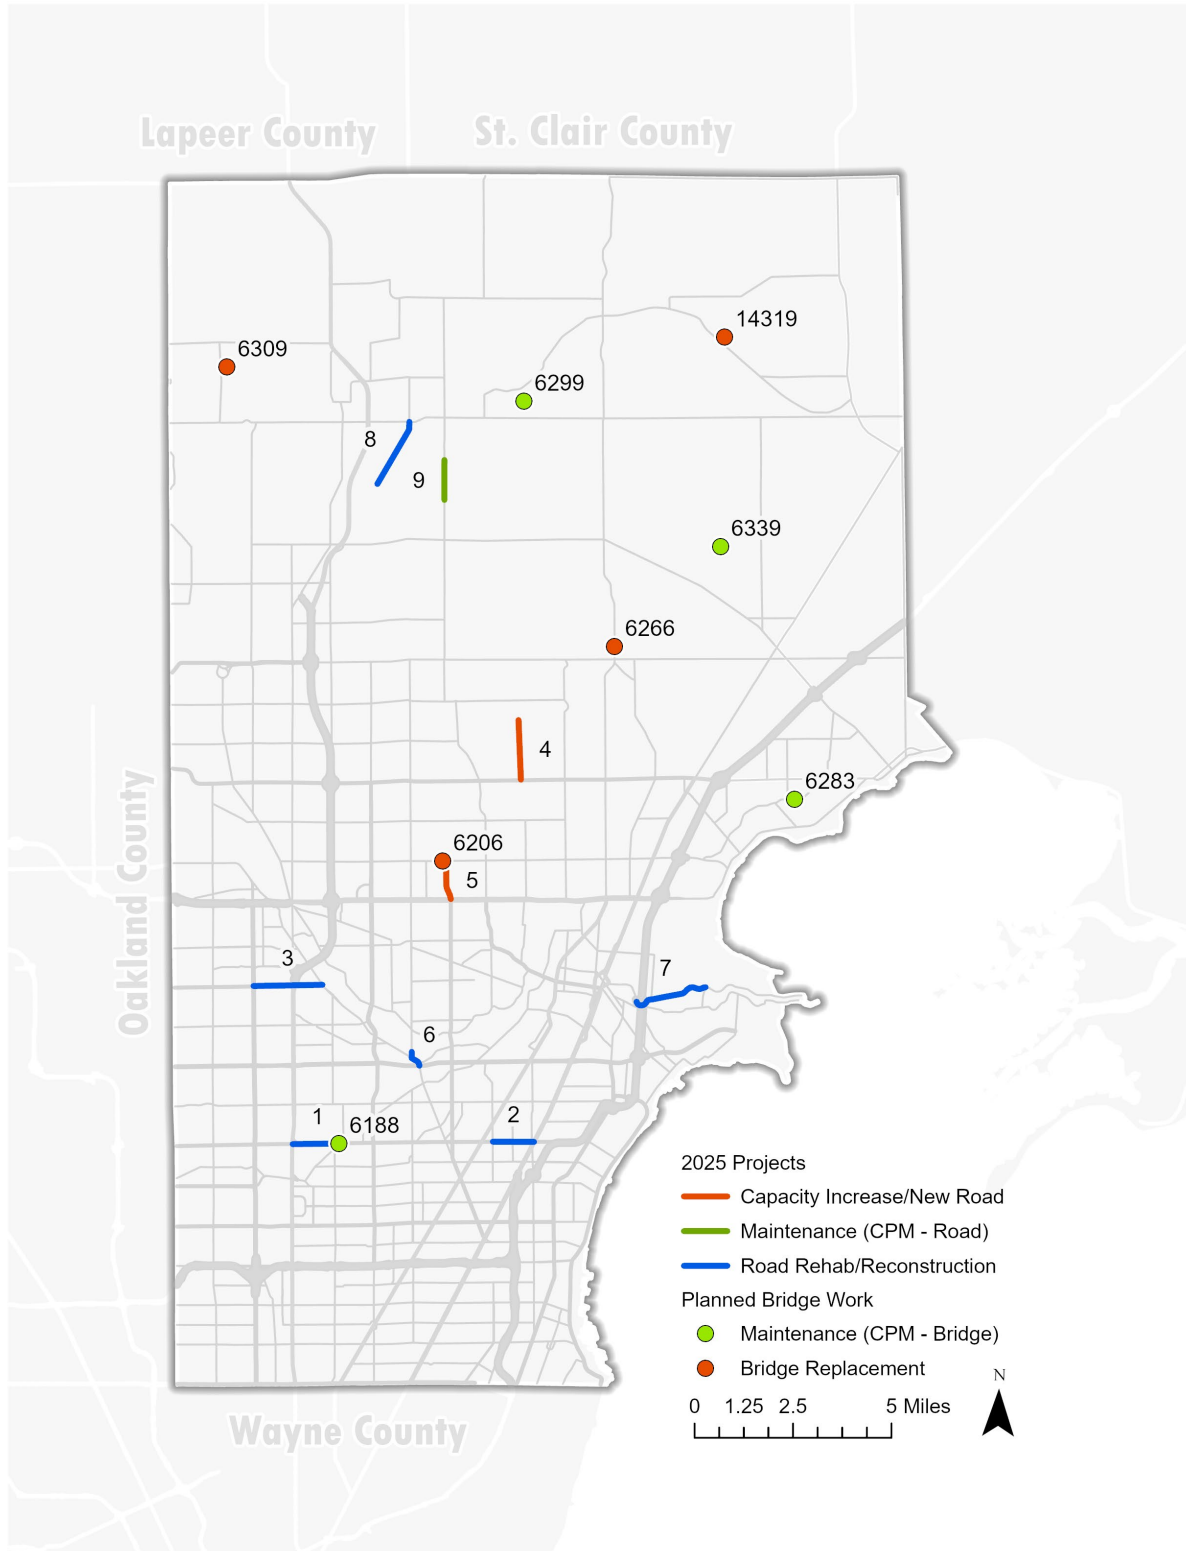 Lapeer County
St. Clair County
14319
6309
6299
8
9
6339
6266
4
6283
Oakland County
6206
5
3
7
6
1
6188
2
2025 Projects
Capacity Increase/New Road
Maintenance (CPM - Road)
Road Rehab/Reconstruction
Planned Bridge Work
Maintenance (CPM - Bridge)
Bridge Replacement
N
0 1.25 2.5 5 Miles
Wayne County